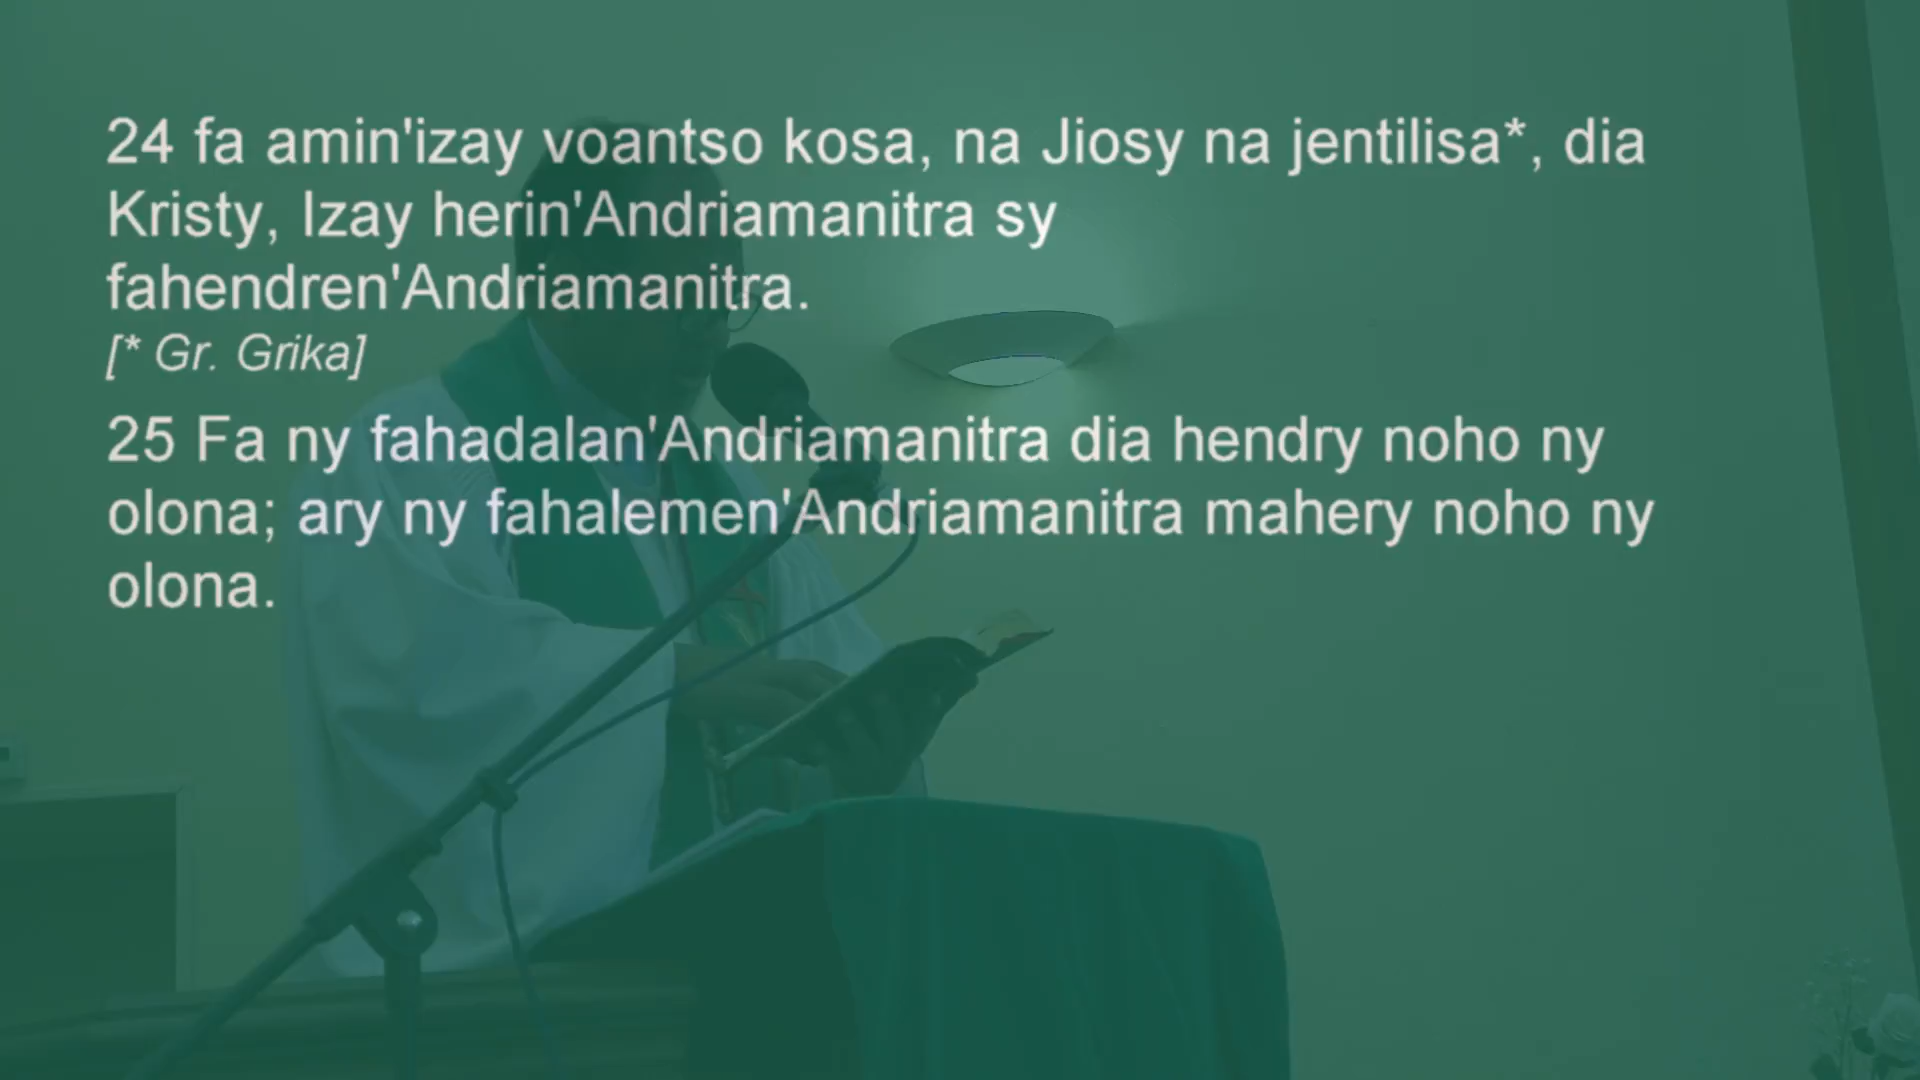 24 fa amin'izay voantso kosa, na Jiosy na jentilisa*, dia
Kristy, Izay herin'Andriamanitra sy
fahendren'Andriamanitra.
[* Gr. Grika]
25 Fa ny fahadalan'Andriamanitra dia hendry noho ny
olona; ary ny fahalemen'Andriamanitra mahery noho ny
olona.